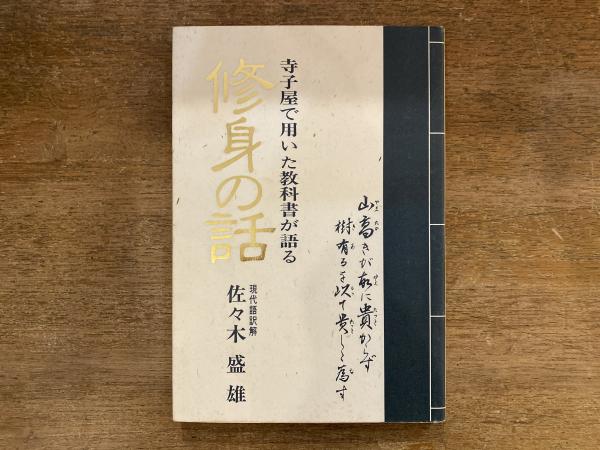 山高きが故に貴からず
樹有るを以て貴しと為す
寺子屋で用いた教科書が語る
修身の話
現代語訳解
佐々木盛雄